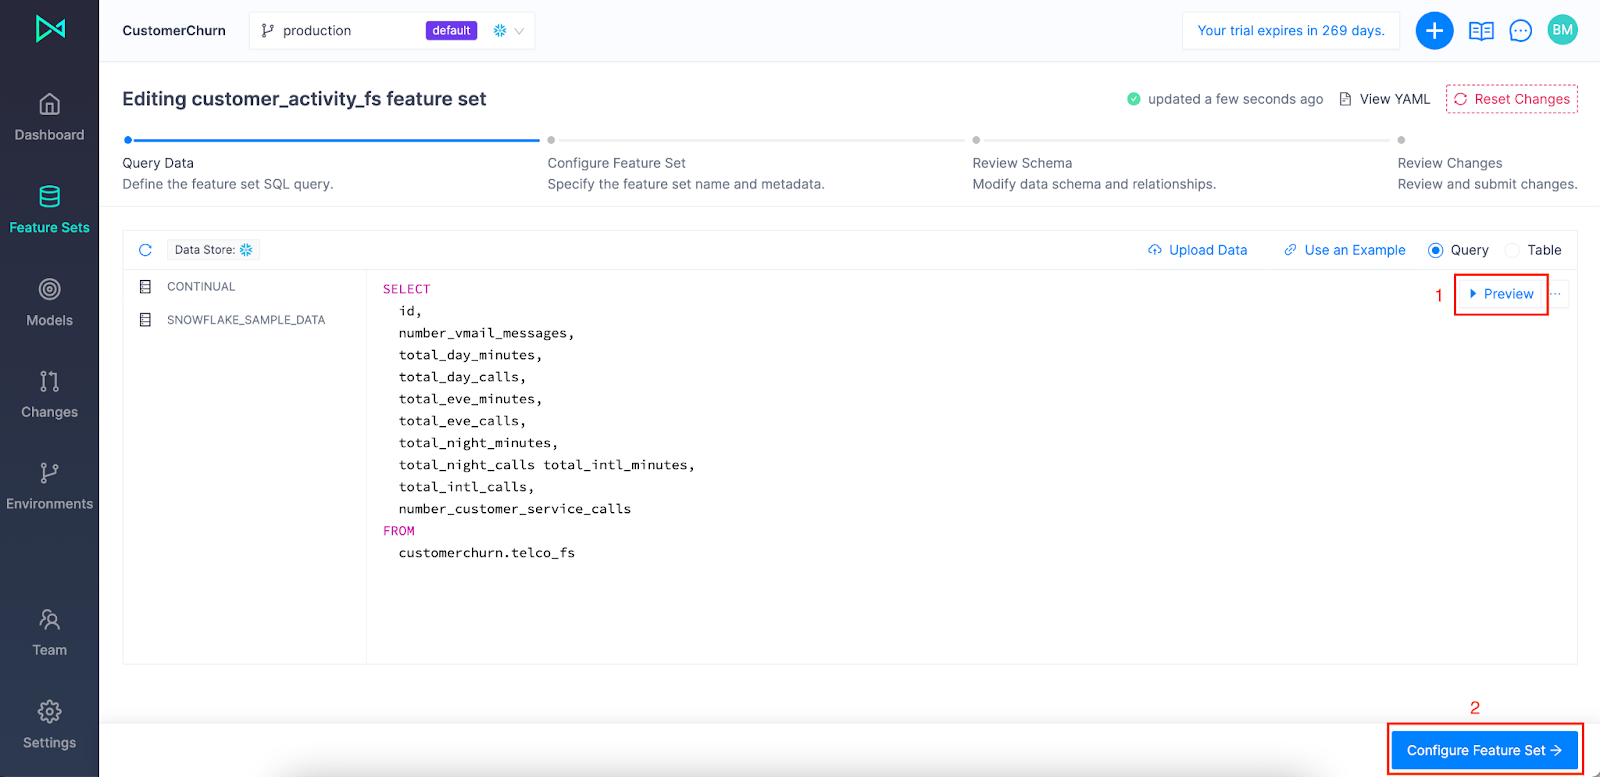 CustomerChurn
production
default
Your trial expires in 269 days.
BM
Dashboard
Feature Sets
Models
Changes
Environments
Team
Settings
Editing customer_activity_fs feature set
updated a few seconds ago
View YAML
Reset Changes
Query Data
Define the feature set SQL query.
Configure Feature Set
Specify the feature set name and metadata.
Review Schema
Modify data schema and relationships.
Review Changes
Review and submit changes.
Data Store:
Upload Data
Use an Example
Query
Table
CONTINUAL
SNOWFLAKE_SAMPLE_DATA
SELECT
id,
number_vmail_messages,
total_day_minutes,
total_day_calls,
total_eve_minutes,
total_eve_calls,
total_night_minutes,
total_night_calls total_intl_minutes,
total_intl_calls,
number_customer_service_calls
FROM
customerchurn.telco_fs
1
Preview
...
2
Configure Feature Set →